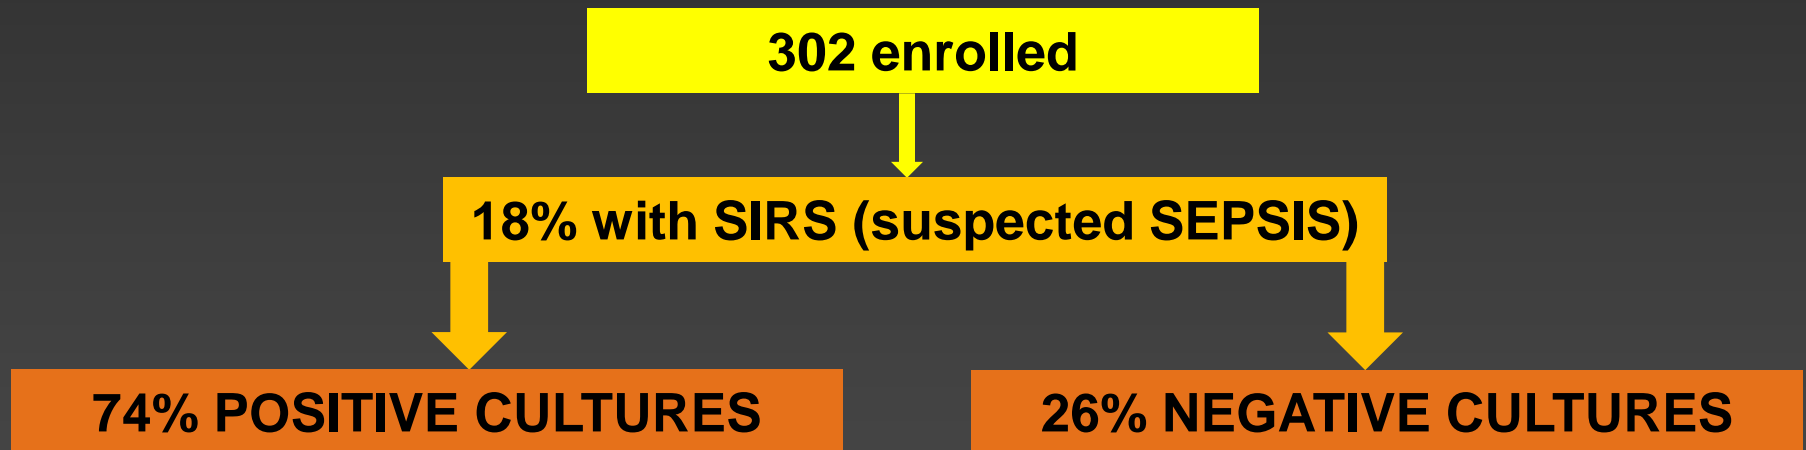 302 enrolled
18% with SIRS (suspected SEPSIS)
74% POSITIVE CULTURES
26% NEGATIVE CULTURES